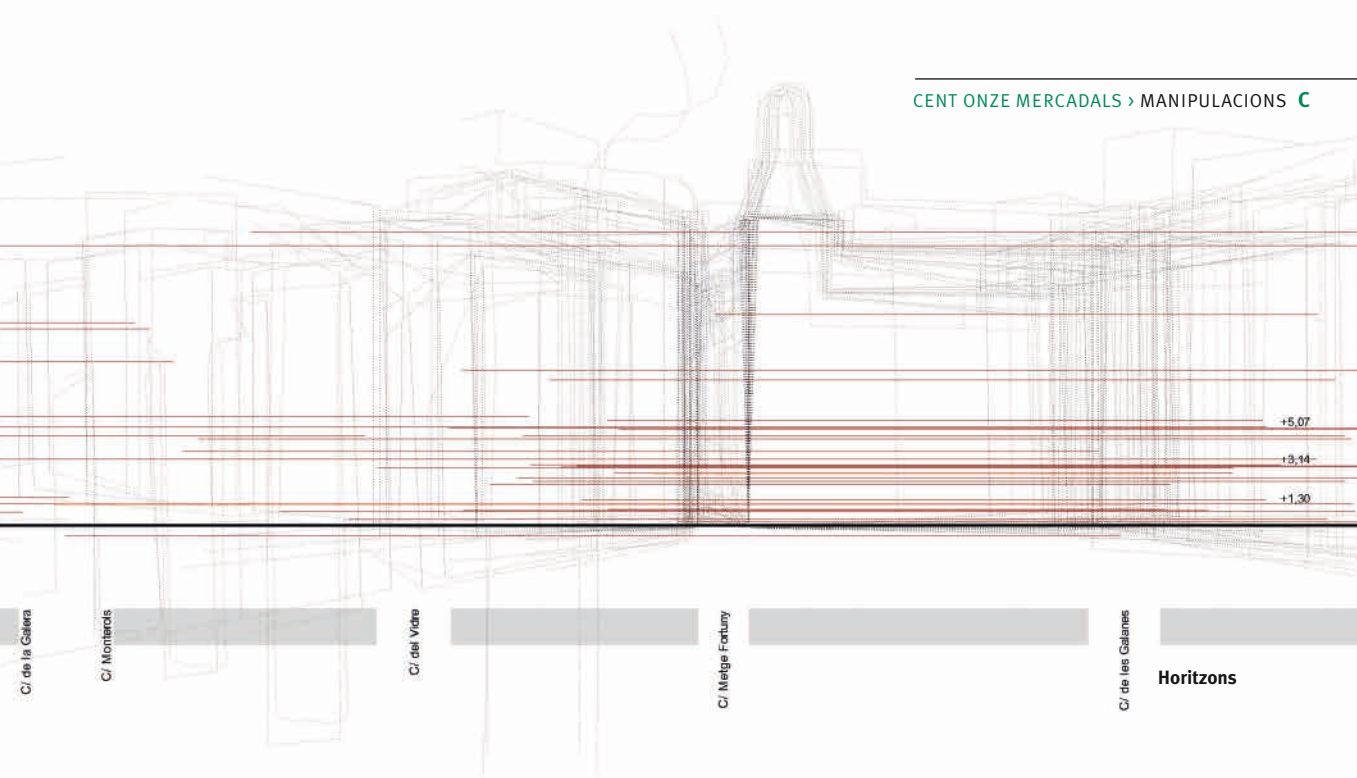 CENT ONZE MERCADALS > MANIPULACIONS C
+5,07
+3,14
+1,30
C/ de la Galera
C/ Monterols
C/ del Vidre
C/ Metge Fortuny
C/ de les Galanes
Horitzons